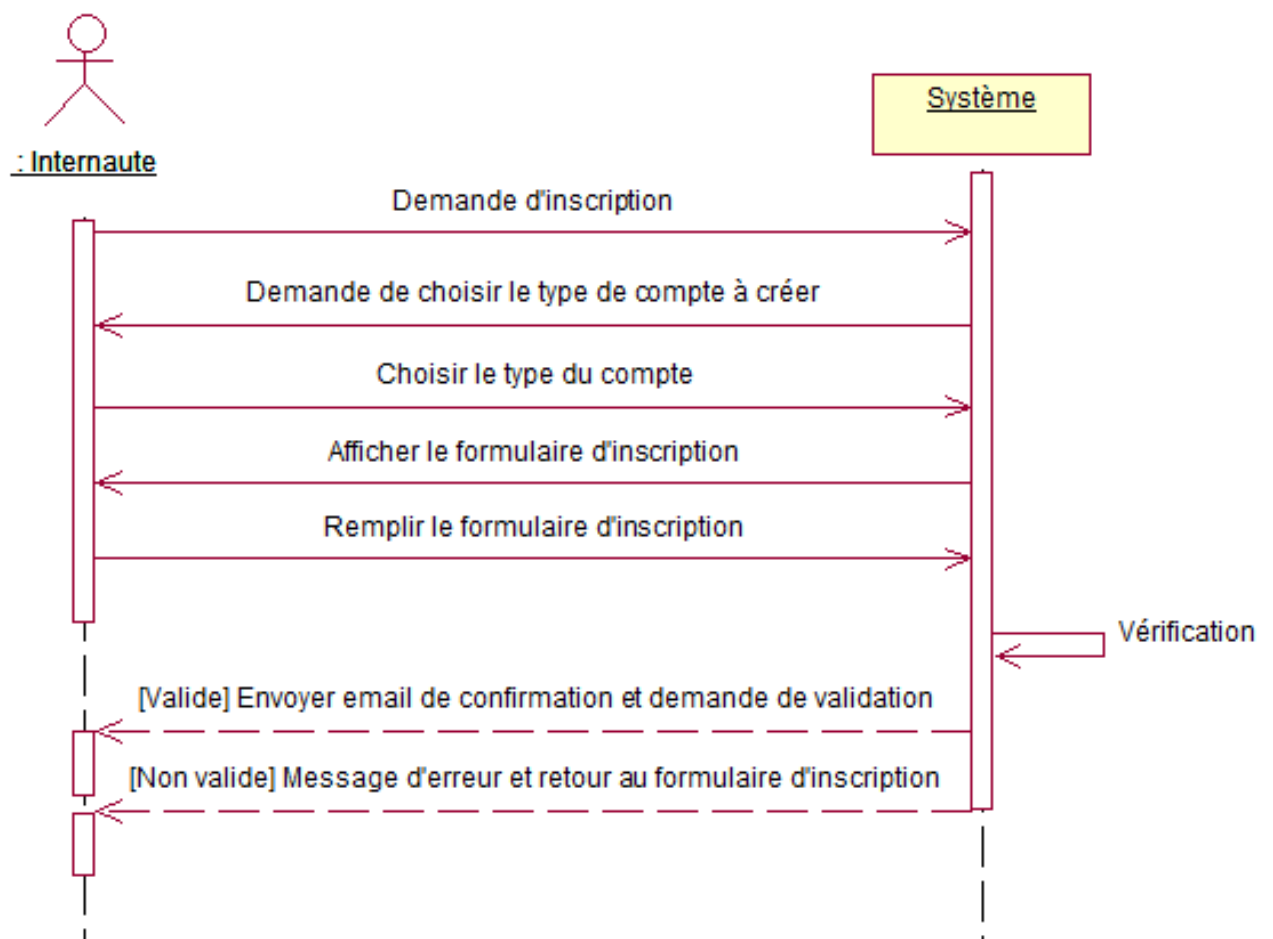 Système
: Internaute
Demande d'inscription
Demande de choisir le type de compte à créer
Choisir le type du compte
Afficher le formulaire d'inscription
Remplir le formulaire d'inscription
Vérification
[Valide] Envoyer email de confirmation et demande de validation
[Non valide] Message d'erreur et retour au formulaire d'inscription